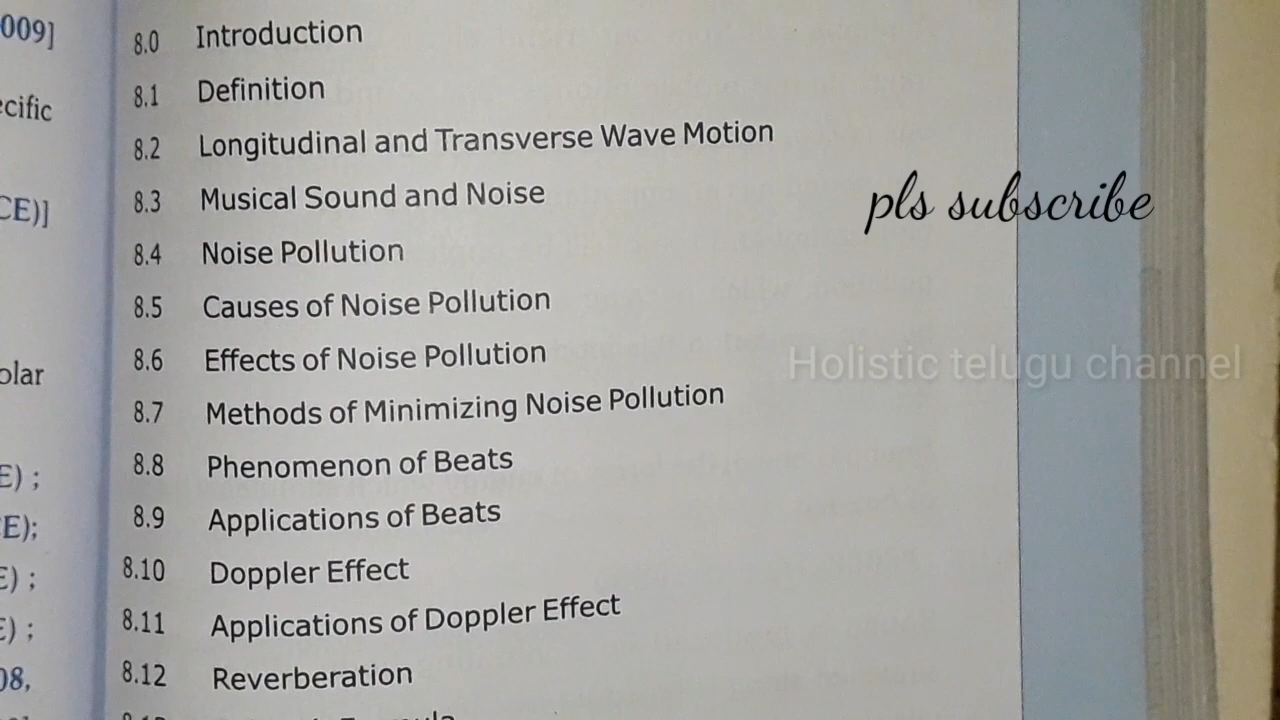 009]
8.0 Introduction
8.1 Definition
ecific
8.2 Longitudinal and Transverse Wave Motion
8.3 Musical Sound and Noise
CE)]
pls subscribe
8.4 Noise Pollution
8.5 Causes of Noise Pollution
8.6 Effects of Noise Pollution
Holistic telugu channel
olar
8.7 Methods of Minimizing Noise Pollution
8.8 Phenomenon of Beats
E) ;
8.9 Applications of Beats
E);
8.10 Doppler Effect
E) ;
8.11 Applications of Doppler Effect
E) ;
8.12 Reverberation
08,